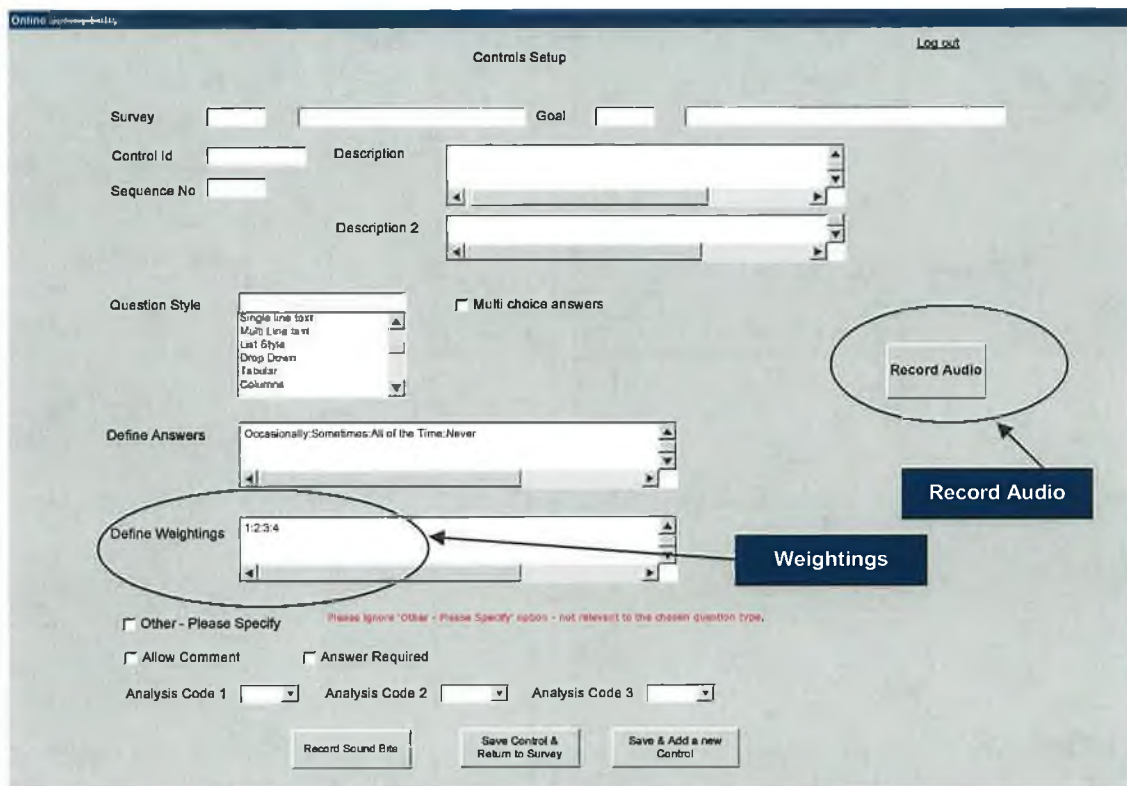 Online
Log out
Controls Setup
Survey
Goal
Control Id
Description
Sequence No
Description 2
Question Style
Multi choice answers
Single line text
Multi Line text
List Style
Drop Down
Tabular
Columns
Record Audio
Define Answers
Occasionally:Sometimes:All of the Time:Never
Record Audio
Define Weightings
1:2:3:4
Weightings
Other - Please Specify
Please Ignore 'Other - Please Specify' option - not relevant to the chosen question type.
Allow Comment
Answer Required
Analysis Code 1
Analysis Code 2
Analysis Code 3
Record Sound Bite
Save Control &
Return to Survey
Save & Add a new
Control